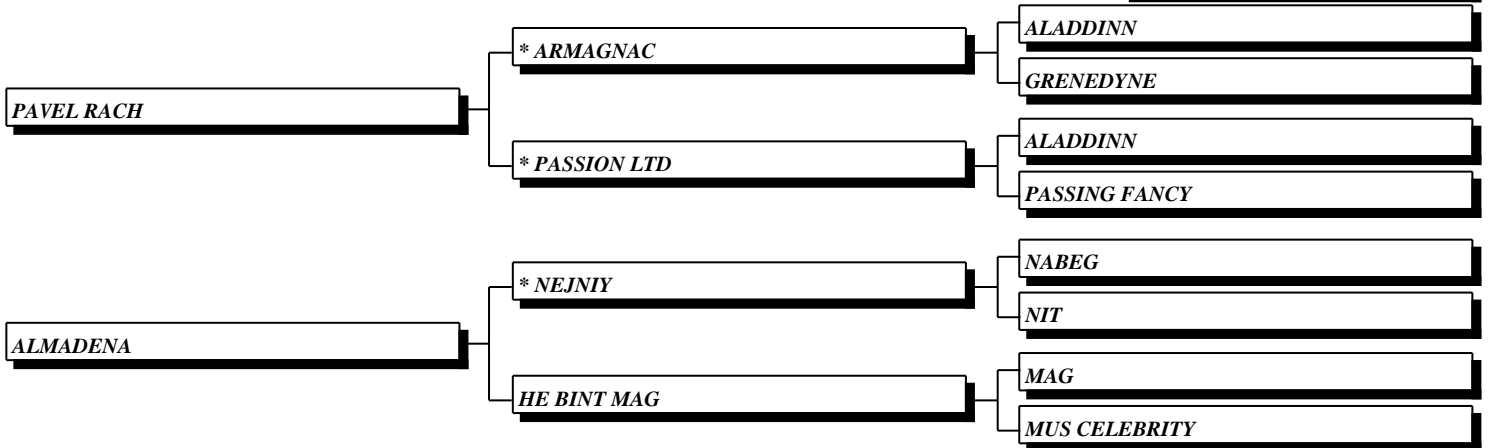 PAVEL RACH
* ARMAGNAC
ALADDINN
GRENEDYNE
* PASSION LTD
ALADDINN
PASSING FANCY
ALMADENA
* NEJNIY
NABEG
NIT
HE BINT MAG
MAG
MUS CELEBRITY